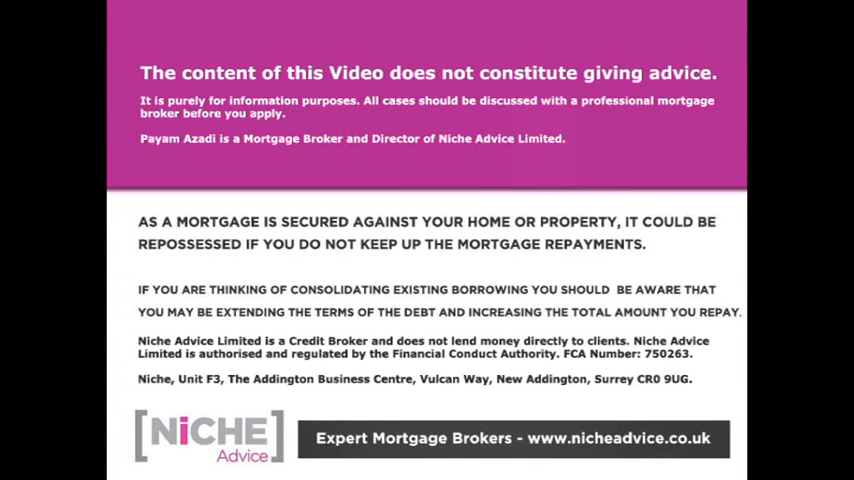 The content of this Video does not constitute giving advice.
It is purely for information purposes. All cases should be discussed with a professional mortgage
broker before you apply.
Payam Azadi is a Mortgage Broker and Director of Niche Advice Limited.
AS A MORTGAGE IS SECURED AGAINST YOUR HOME OR PROPERTY, IT COULD BE
REPOSSESSED IF YOU DO NOT KEEP UP THE MORTGAGE REPAYMENTS.
IF YOU ARE THINKING OF CONSOLIDATING EXISTING BORROWING YOU SHOULD BE AWARE THAT
YOU MAY BE EXTENDING THE TERMS OF THE DEBT AND INCREASING THE TOTAL AMOUNT YOU REPAY.
Niche Advice Limited is a Credit Broker and does not lend money directly to clients. Niche Advice
Limited is authorised and regulated by the Financial Conduct Authority. FCA Number: 750263.
Niche, Unit F3, The Addington Business Centre, Vulcan Way, New Addington, Surrey CR0 9UG.
[NiCHE]
Advice
Expert Mortgage Brokers - www.nicheadvice.co.uk